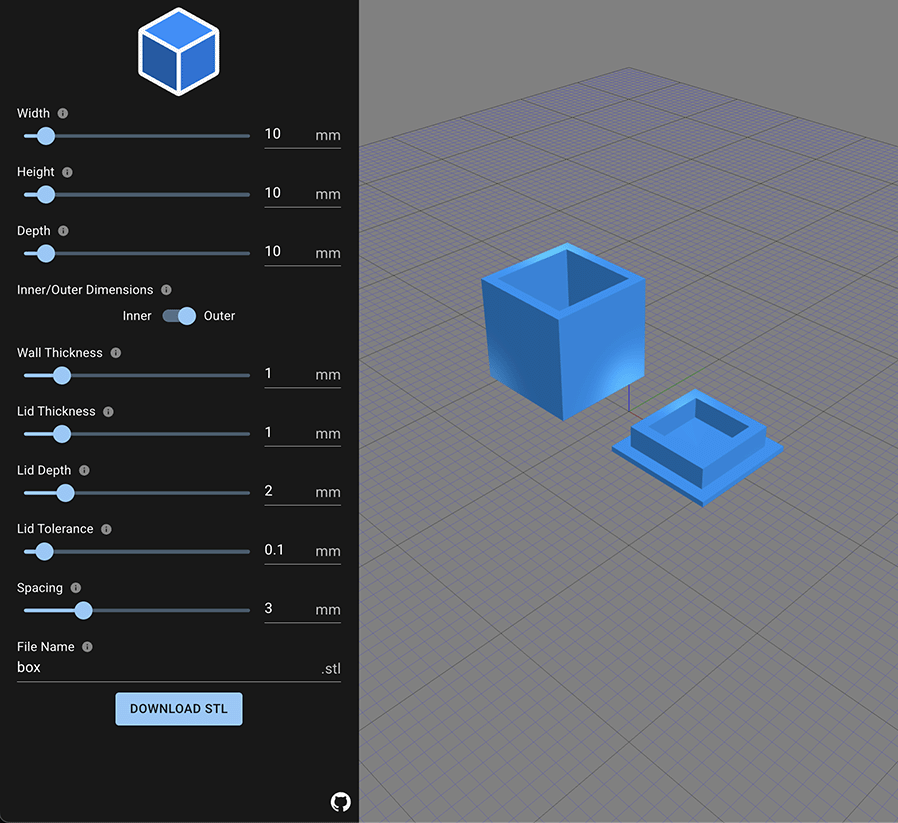 Width
10 mm
Height
10 mm
Depth
10 mm
Inner/Outer Dimensions
Inner Outer
Wall Thickness
1 mm
Lid Thickness
1 mm
Lid Depth
2 mm
Lid Tolerance
0.1 mm
Spacing
3 mm
File Name
box .stl
DOWNLOAD STL